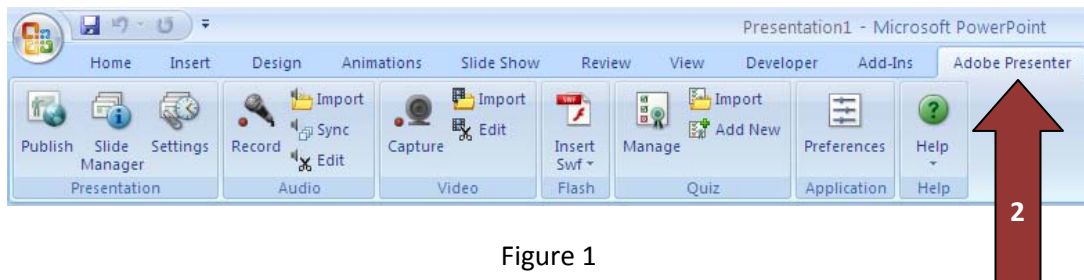 Presentation1 - Microsoft PowerPoint
Home Insert Design Animations Slide Show Review View Developer Add-Ins Adobe Presenter
Publish Slide Manager Settings Record Import Sync Edit Capture Import Edit Insert Swf Manage Import Add New Preferences Help
Presentation Audio Video Flash Quiz Application Help
2
Figure 1